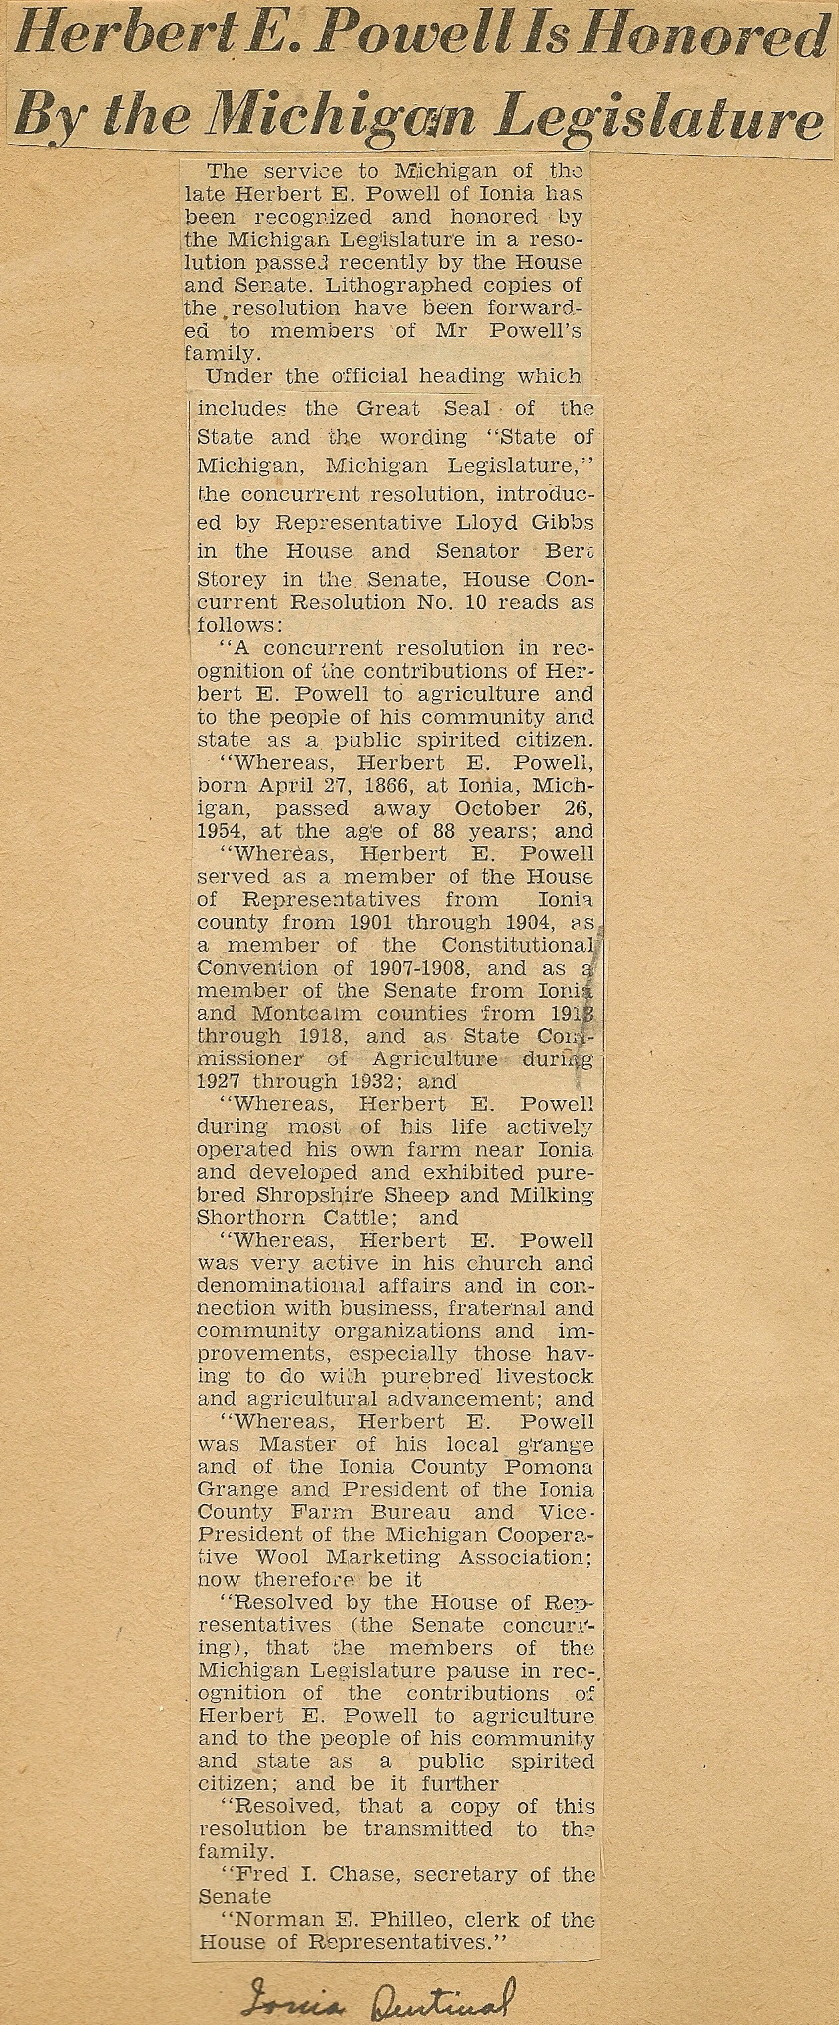 Herbert E. Powell Is Honored
By the Michigan Legislature
The service to Michigan of the
late Herbert E. Powell of Ionia has
been recognized and honored by
the Michigan Legislature in a reso-
lution passed recently by the House
and Senate. Lithographed copies of
the resolution have been forward-
ed to members of Mr Powell's
family.
Under the official heading which
includes the Great Seal of the
State and the wording "State of
Michigan, Michigan Legislature,"
the concurrent resolution, introduc-
ed by Representative Lloyd Gibbs
in the House and Senator Bert
Storey in the Senate, House Con-
current Resolution No. 10 reads as
follows:
"A concurrent resolution in rec-
ognition of the contributions of Her-
bert E. Powell to agriculture and
to the people of his community and
state as a public spirited citizen.
"Whereas, Herbert E. Powell,
born April 27, 1866, at Ionia, Mich-
igan, passed away October 26,
1954, at the age of 88 years; and
"Whereas, Herbert E. Powell
served as a member of the House
of Representatives from Ionia
county from 1901 through 1904, as
a member of the Constitutional
Convention of 1907-1908, and as a
member of the Senate from Ionia
and Montcalm counties from 1913
through 1918, and as State Com-
missioner of Agriculture during
1927 through 1932; and
"Whereas, Herbert E. Powell
during most of his life actively
operated his own farm near Ionia
and developed and exhibited pure-
bred Shropshire Sheep and Milking
Shorthorn Cattle; and
"Whereas, Herbert E. Powell
was very active in his church and
denominational affairs and in con-
nection with business, fraternal and
community organizations and im-
provements, especially those hav-
ing to do with purebred livestock
and agricultural advancement; and
"Whereas, Herbert E. Powell
was Master of his local grange
and of the Ionia County Pomona
Grange and President of the Ionia
County Farm Bureau and Vice-
President of the Michigan Coopera-
tive Wool Marketing Association;
now therefore be it
"Resolved by the House of Rep-
resentatives (the Senate concurr-
ing), that the members of the
Michigan Legislature pause in rec-
ognition of the contributions of
Herbert E. Powell to agriculture
and to the people of his community
and state as a public spirited
citizen; and be it further
"Resolved, that a copy of this
resolution be transmitted to the
family.
"Fred I. Chase, secretary of the
Senate
"Norman E. Philleo, clerk of the
House of Representatives."
Ionia Sentinal